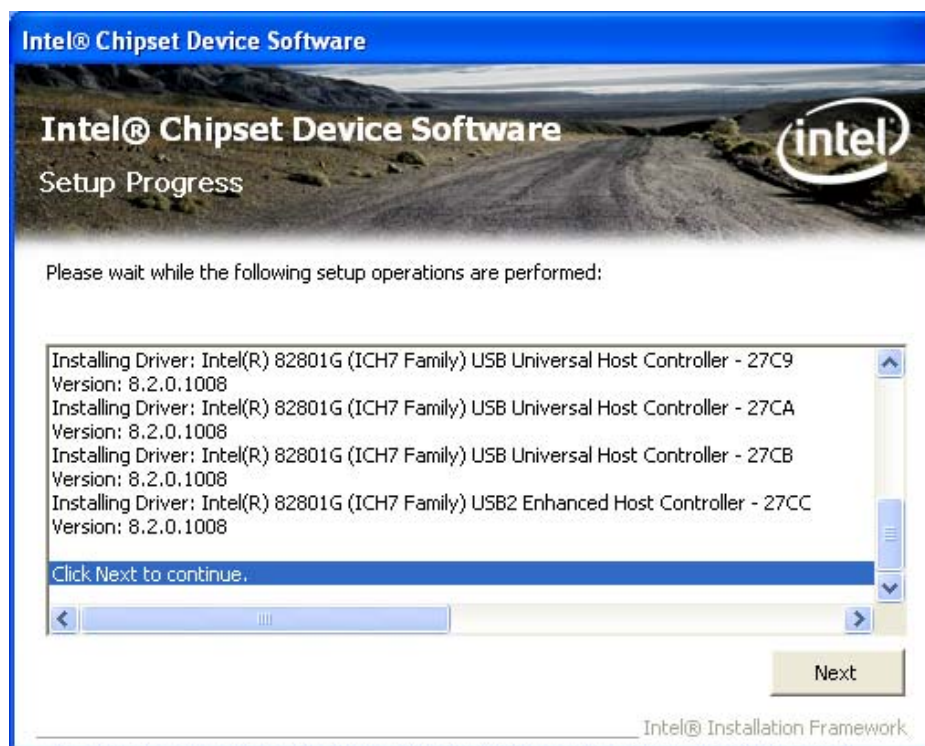 Intel® Chipset Device Software
Intel® Chipset Device Software
intel
Setup Progress
Please wait while the following setup operations are performed:
Installing Driver: Intel(R) 82801G (ICH7 Family) USB Universal Host Controller - 27C9
Version: 8.2.0.1008
Installing Driver: Intel(R) 82801G (ICH7 Family) USB Universal Host Controller - 27CA
Version: 8.2.0.1008
Installing Driver: Intel(R) 82801G (ICH7 Family) USB Universal Host Controller - 27CB
Version: 8.2.0.1008
Installing Driver: Intel(R) 82801G (ICH7 Family) USB2 Enhanced Host Controller - 27CC
Version: 8.2.0.1008
Click Next to continue.
Next
Intel® Installation Framework